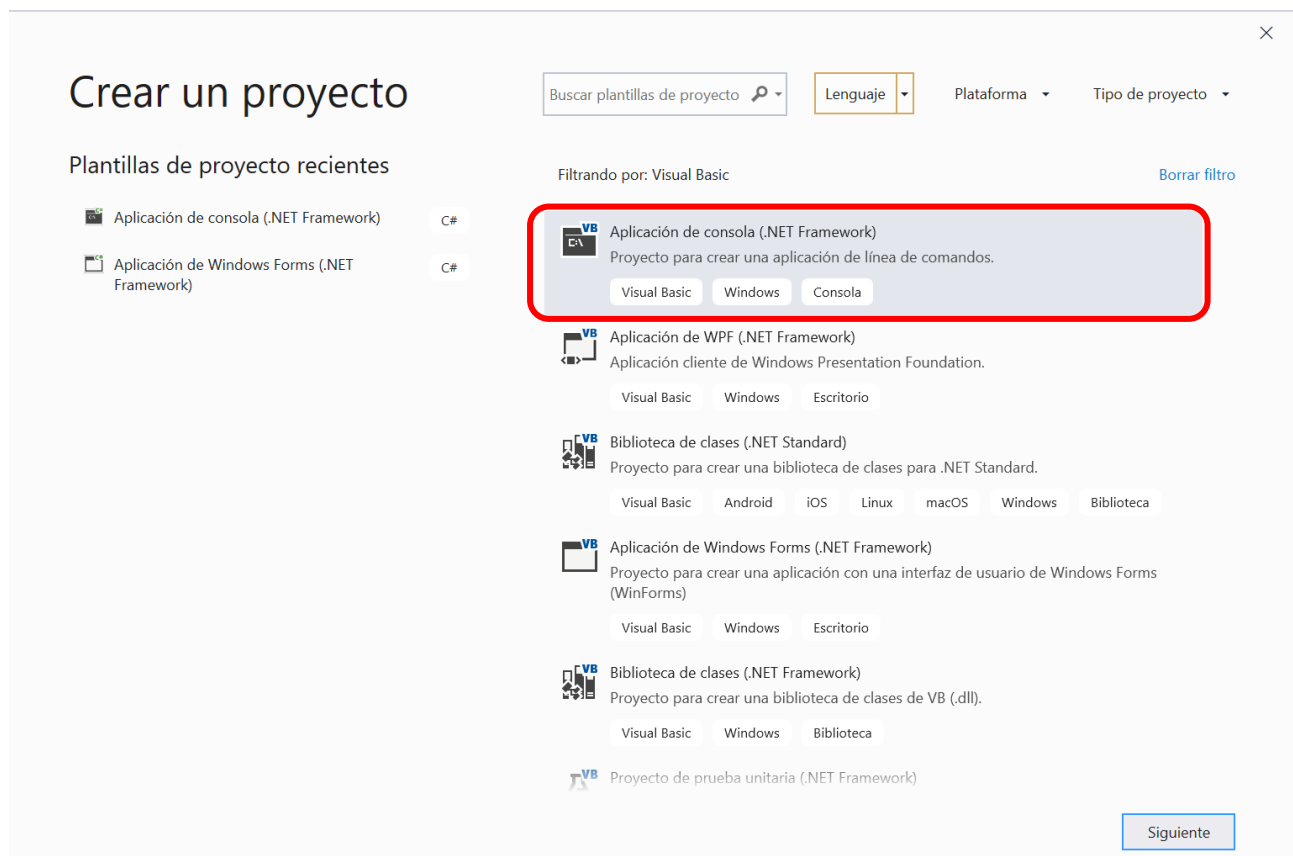 Crear un proyecto
Buscar plantillas de proyecto
Lenguaje
Plataforma
Tipo de proyecto
Plantillas de proyecto recientes
Aplicación de consola (.NET Framework)
C#
Aplicación de Windows Forms (.NET
Framework)
C#
Filtrando por: Visual Basic
Borrar filtro
VB
C:\
Aplicación de consola (.NET Framework)
Proyecto para crear una aplicación de línea de comandos.
Visual Basic Windows Consola
VB
Aplicación de WPF (.NET Framework)
Aplicación cliente de Windows Presentation Foundation.
Visual Basic Windows Escritorio
VB
Biblioteca de clases (.NET Standard)
Proyecto para crear una biblioteca de clases para .NET Standard.
Visual Basic Android iOS Linux macOS Windows Biblioteca
VB
Aplicación de Windows Forms (.NET Framework)
Proyecto para crear una aplicación con una interfaz de usuario de Windows Forms
(WinForms)
Visual Basic Windows Escritorio
VB
Biblioteca de clases (.NET Framework)
Proyecto para crear una biblioteca de clases de VB (.dll).
Visual Basic Windows Biblioteca
VB
Proyecto de prueba unitaria (.NET Framework)
Siguiente